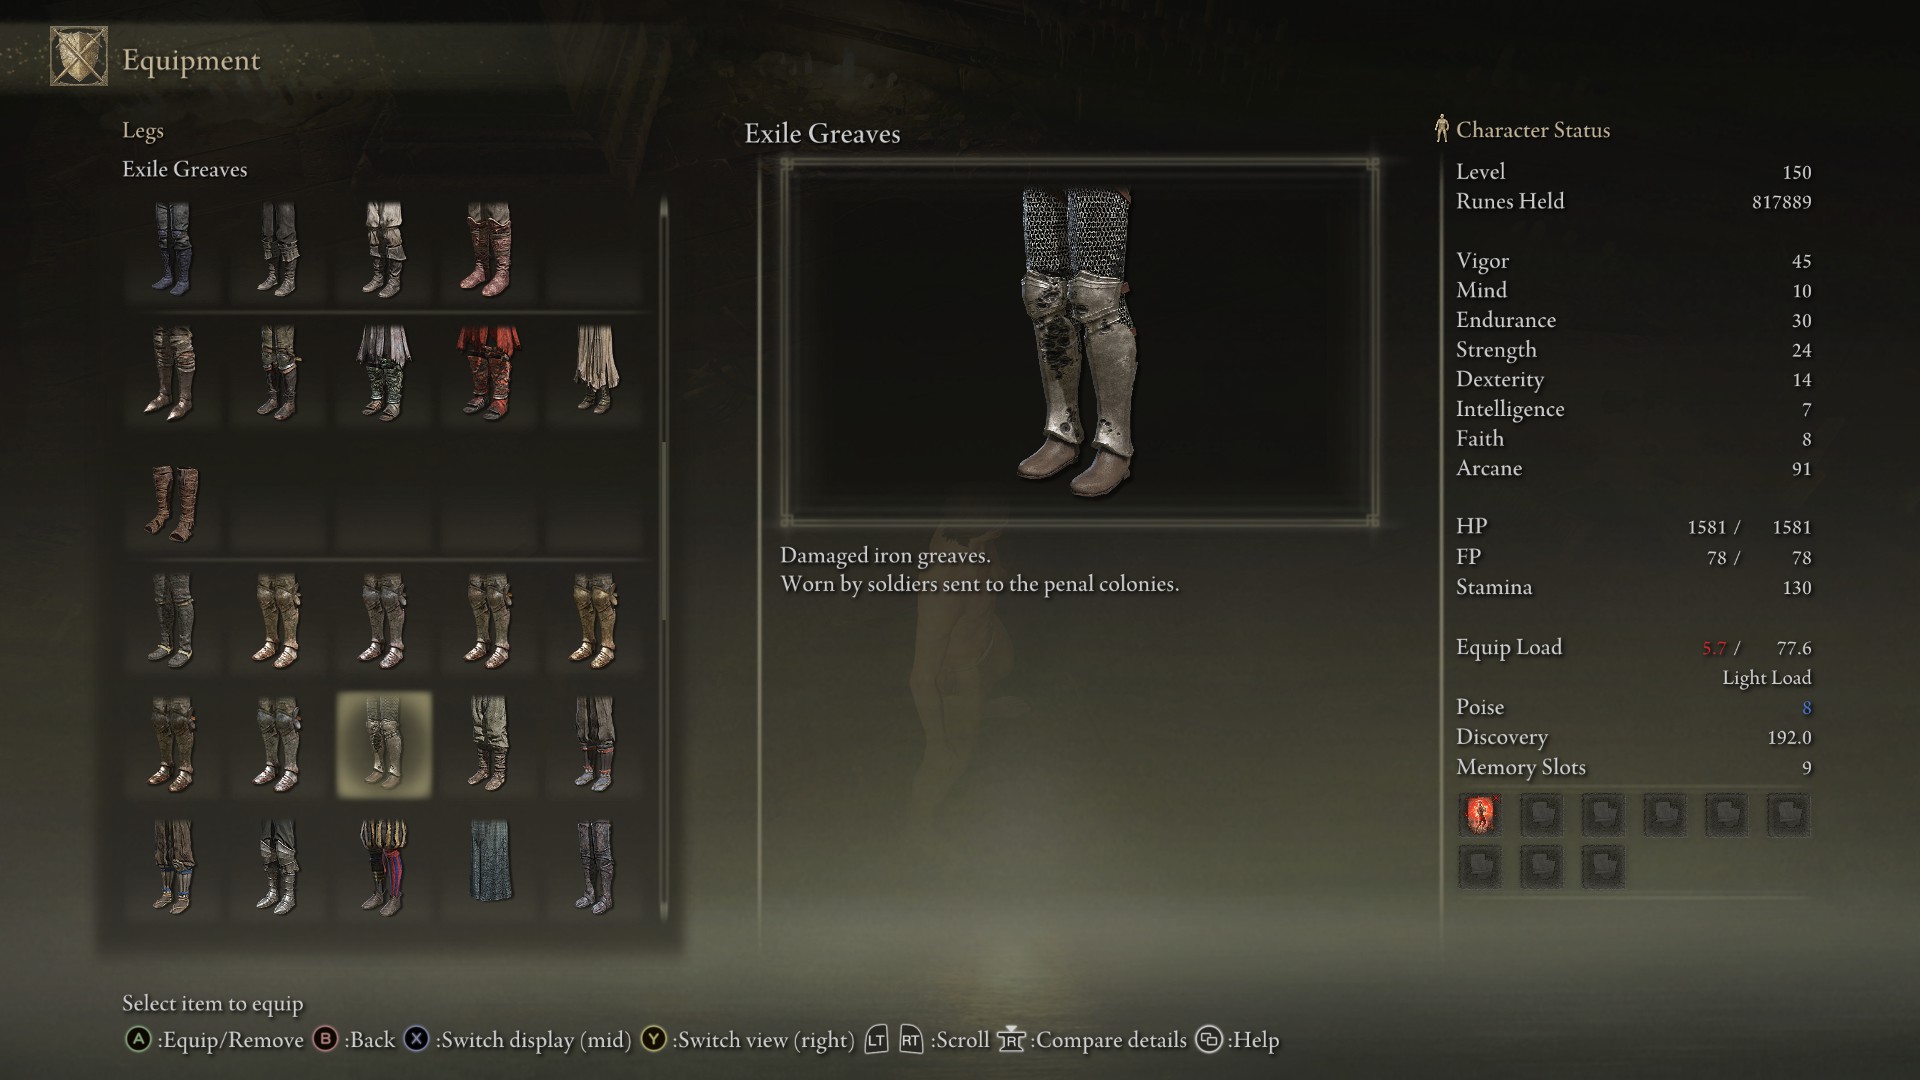 Equipment
Legs
Exile Greaves
Exile Greaves
Damaged iron greaves.
Worn by soldiers sent to the penal colonies.
Character Status
Level 150
Runes Held 817889
Vigor 45
Mind 10
Endurance 30
Strength 24
Dexterity 14
Intelligence 7
Faith 8
Arcane 91
HP 1581 / 1581
FP 78 / 78
Stamina 130
Equip Load 5.7 / 77.6
Light Load
Poise 8
Discovery 192.0
Memory Slots 9
Select item to equip
A :Equip/Remove B :Back X :Switch display (mid) Y :Switch view (right) LT RT :Scroll R :Compare details :Help